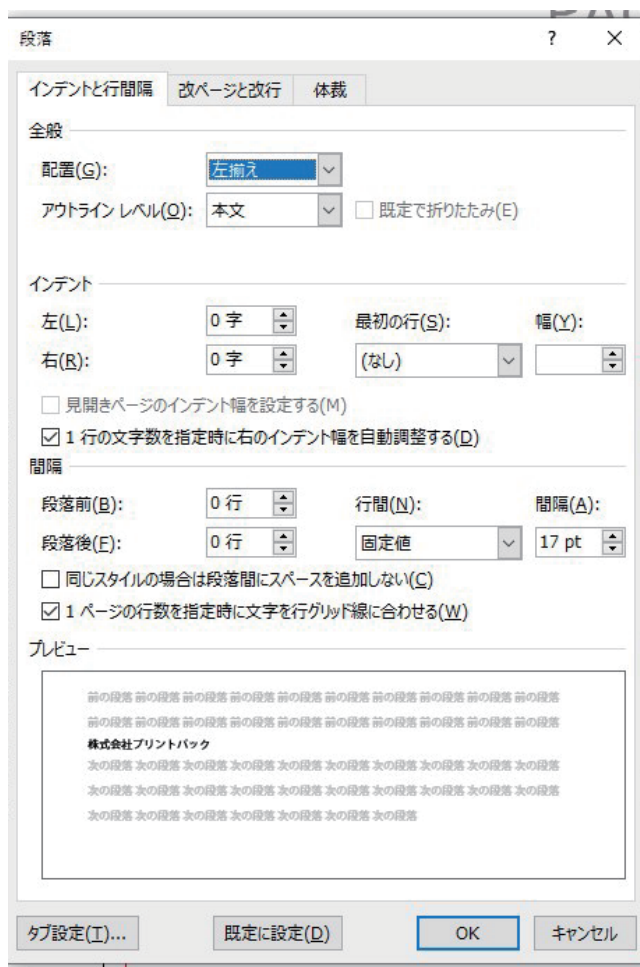 段落 ? ×
インデントと行間隔 改ページと改行 体裁
全般
配置(G): 左揃え
アウトライン レベル(O): 本文 既定で折りたたみ(E)
インデント
左(L): 0 字 最初の行(S): 幅(Y):
右(R): 0 字 (なし)
見開きページのインデント幅を設定する(M)
1 行の文字数を指定時に右のインデント幅を自動調整する(D)
間隔
段落前(B): 0 行 行間(N): 間隔(A):
段落後(F): 0 行 固定値 17 pt
同じスタイルの場合は段落間にスペースを追加しない(C)
1 ページの行数を指定時に文字を行グリッド線に合わせる(W)
プレビュー
前の段落 前の段落 前の段落 前の段落 前の段落 前の段落 前の段落 前の段落 前の段落 前の段落
前の段落 前の段落 前の段落 前の段落 前の段落 前の段落 前の段落 前の段落 前の段落 前の段落
株式会社プリントパック
次の段落 次の段落 次の段落 次の段落 次の段落 次の段落 次の段落 次の段落 次の段落 次の段落
次の段落 次の段落 次の段落 次の段落 次の段落 次の段落 次の段落 次の段落 次の段落 次の段落
次の段落 次の段落 次の段落 次の段落 次の段落 次の段落 次の段落
タブ設定(T)... 既定に設定(D) OK キャンセル